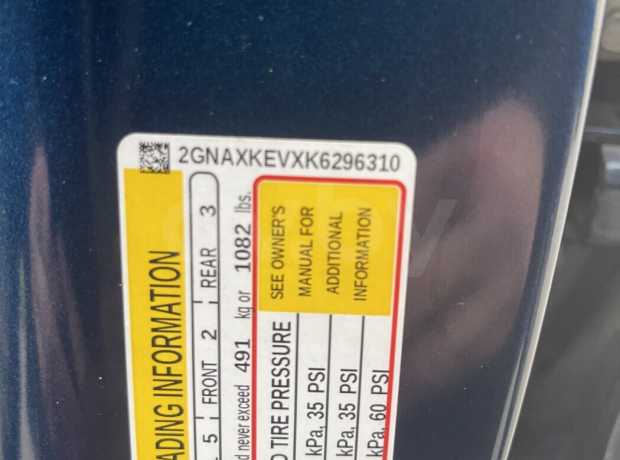 2GNAXKEVXK6296310
ADING INFORMATION
5 FRONT 2 REAR 3
d never exceed 491 kg or 1082 lbs.
D TIRE PRESSURE
SEE OWNER'S
MANUAL FOR
ADDITIONAL
INFORMATION
kPa, 35 PSI
kPa, 35 PSI
kPa, 60 PSI